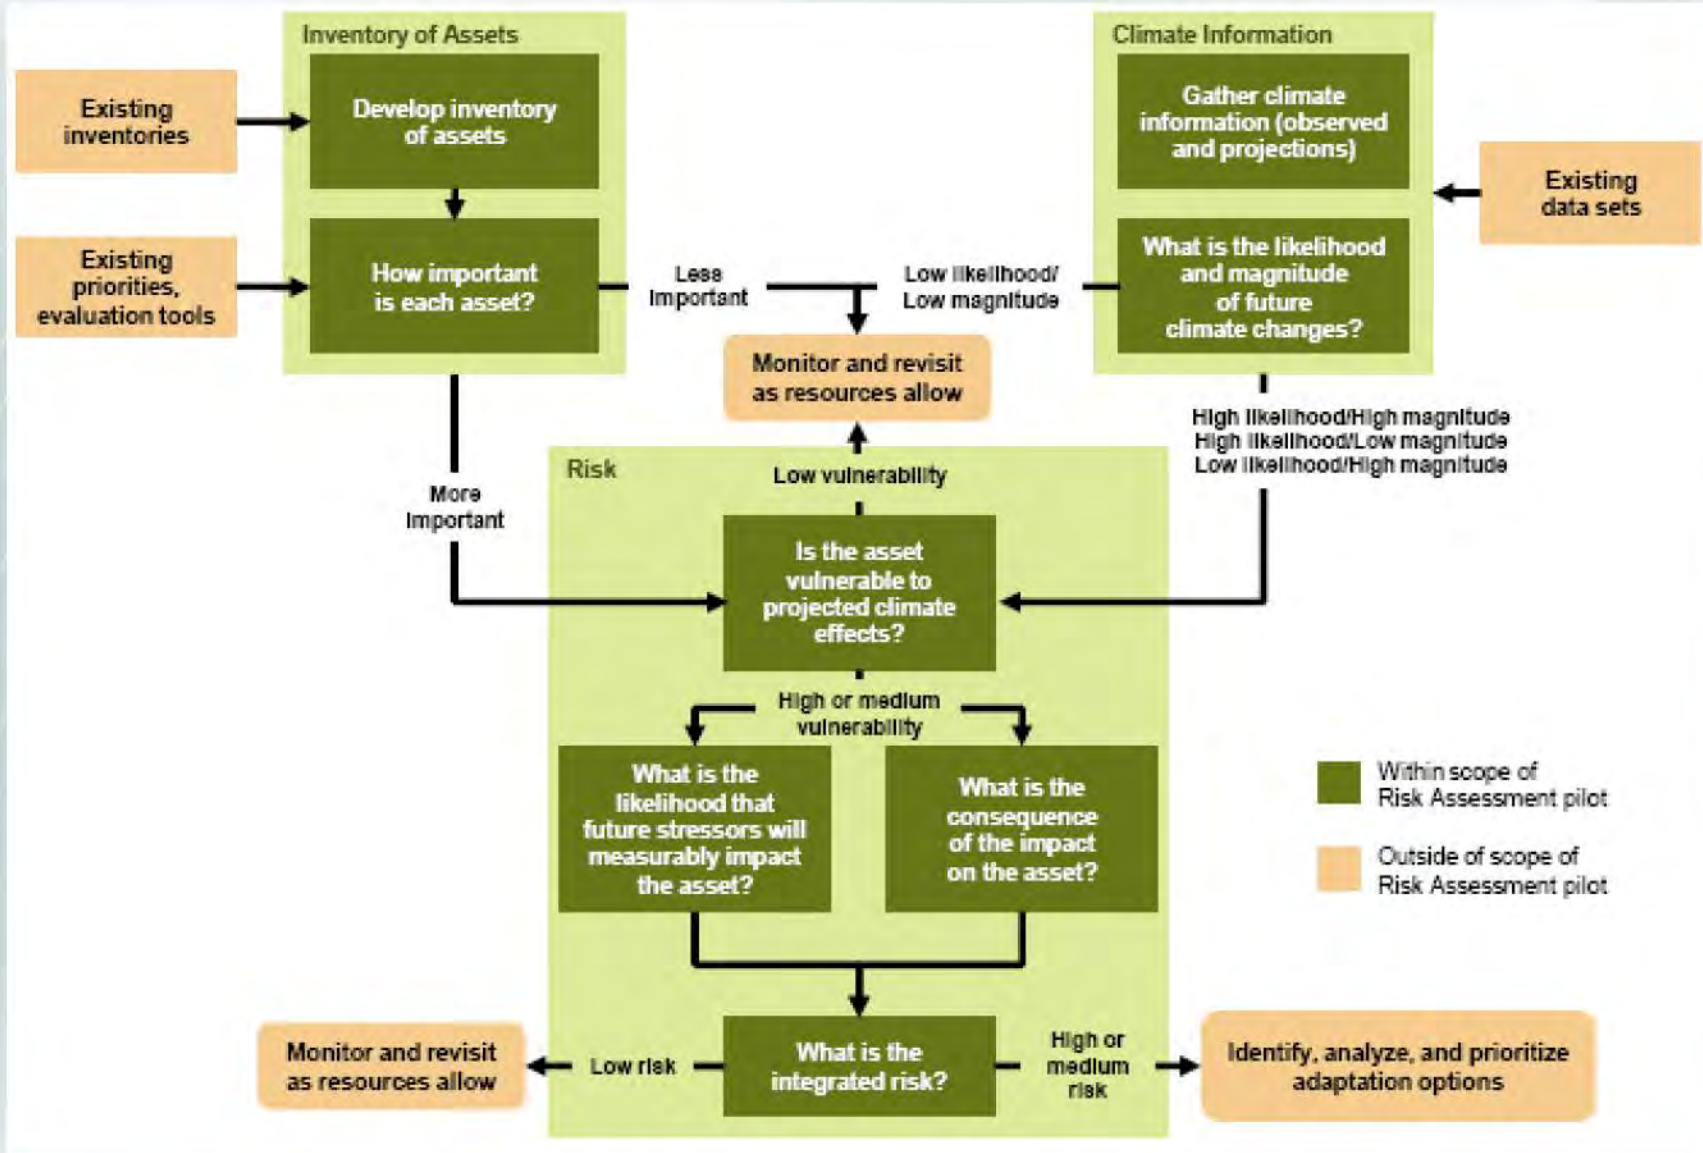 Inventory of Assets
Climate Information
Existing
inventories
Develop inventory
of assets
Gather climate
information (observed
and projections)
Existing
data sets
Existing
priorities,
evaluation tools
How important
is each asset?
Less
Important
Low likelihood/
Low magnitude
What is the likelihood
and magnitude
of future
climate changes?
Monitor and revisit
as resources allow
High likelihood/High magnitude
High likelihood/Low magnitude
Low likelihood/High magnitude
More
Important
Risk
Low vulnerability
Is the asset
vulnerable to
projected climate
effects?
High or medium
vulnerability
What is the
likelihood that
future stressors will
measurably impact
the asset?
What is the
consequence
of the impact
on the asset?
Within scope of
Risk Assessment pilot
Outside of scope of
Risk Assessment pilot
Monitor and revisit
as resources allow
Low risk
What is the
integrated risk?
High or
medium
risk
Identify, analyze, and prioritize
adaptation options